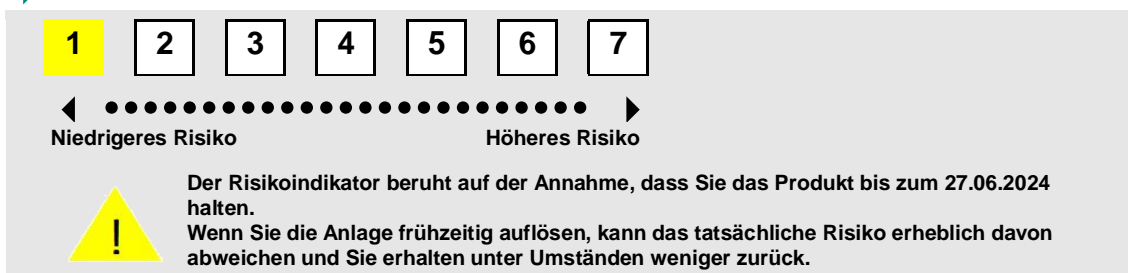 1 2 3 4 5 6 7
Niedrigeres Risiko Höheres Risiko
Der Risikoindikator beruht auf der Annahme, dass Sie das Produkt bis zum 27.06.2024
halten.
Wenn Sie die Anlage frühzeitig auflösen, kann das tatsächliche Risiko erheblich davon
abweichen und Sie erhalten unter Umständen weniger zurück.
!